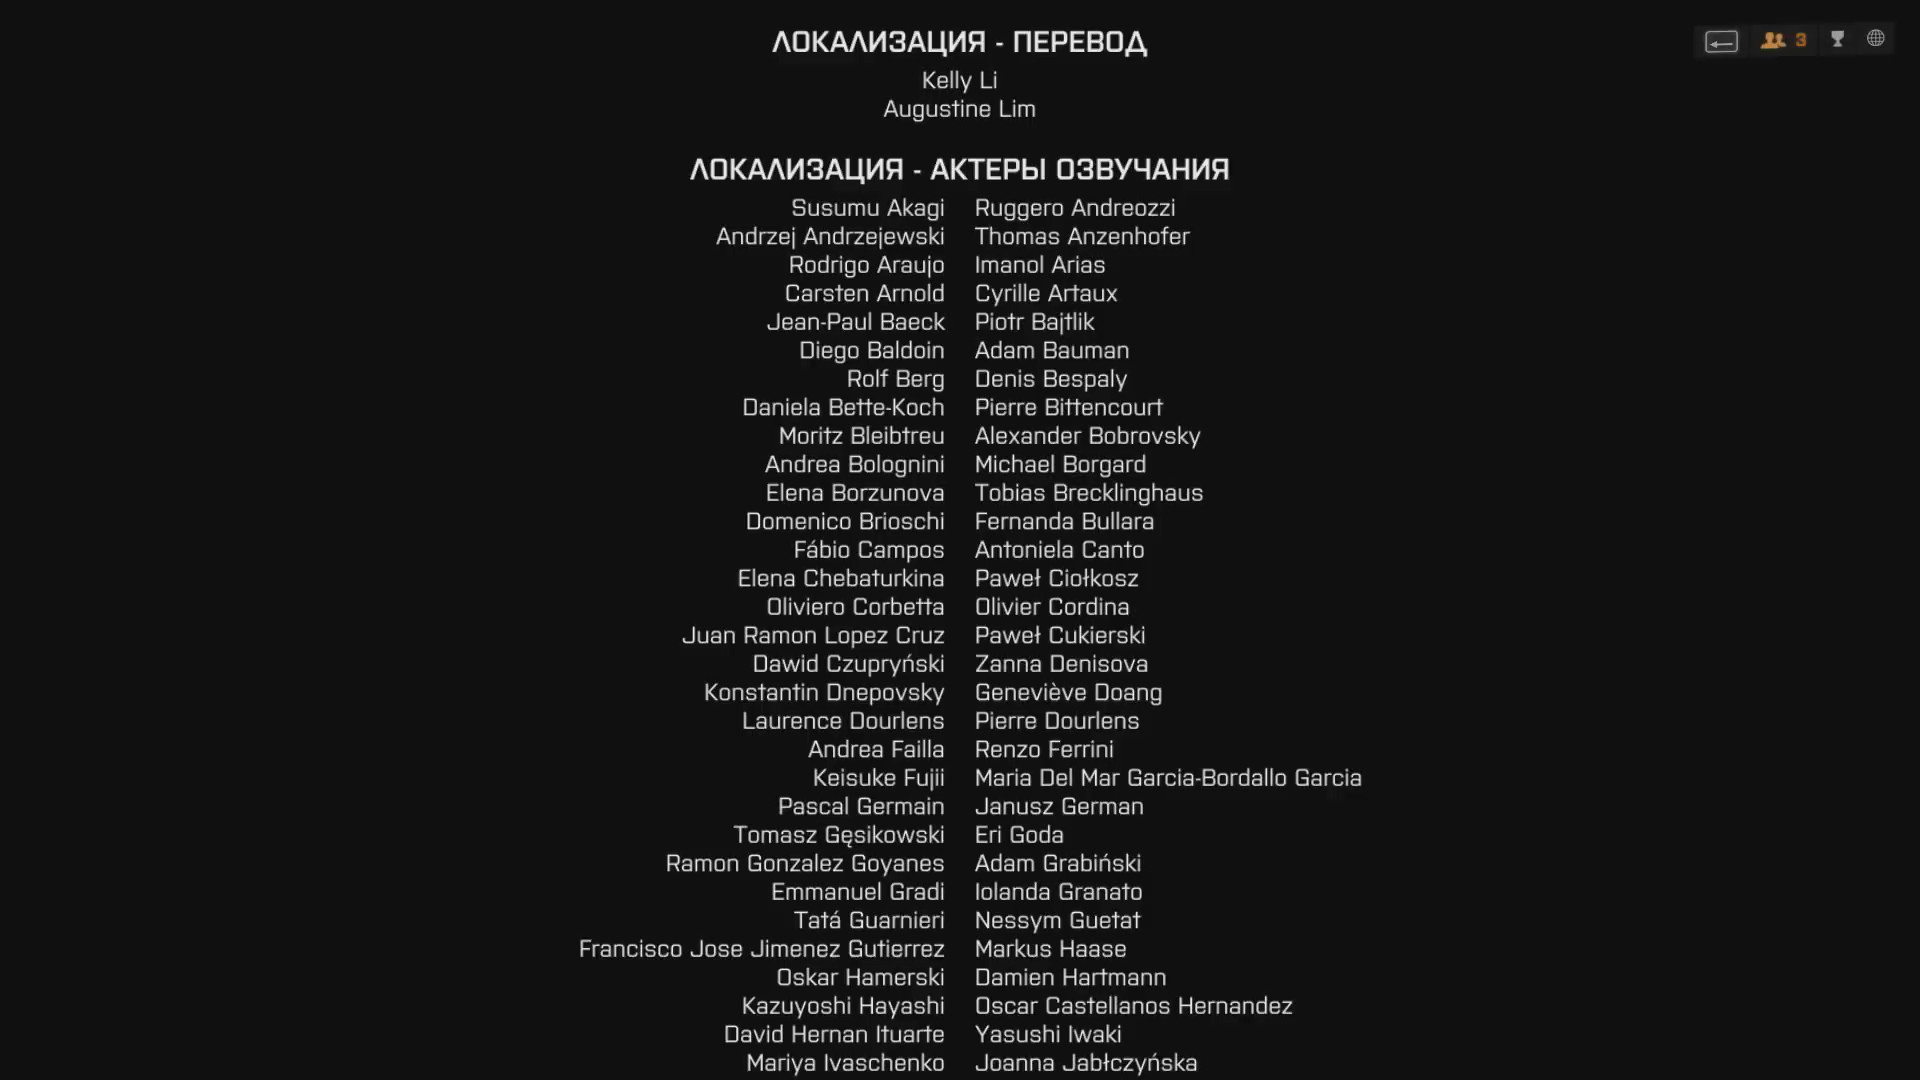 ЛОКАЛИЗАЦИЯ - ПЕРЕВОД
3
Kelly Li
Augustine Lim
ЛОКАЛИЗАЦИЯ - АКТЕРЫ ОЗВУЧАНИЯ
Susumu Akagi Ruggero Andreozzi
Andrzej Andrzejewski Thomas Anzenhofer
Rodrigo Araujo Imanol Arias
Carsten Arnold Cyrille Artaux
Jean-Paul Baeck Piotr Bajtlik
Diego Baldoin Adam Bauman
Rolf Berg Denis Bespaly
Daniela Bette-Koch Pierre Bittencourt
Moritz Bleibtreu Alexander Bobrovsky
Andrea Bolognini Michael Borgard
Elena Borzunova Tobias Brecklinghaus
Domenico Brioschi Fernanda Bullara
Fábio Campos Antoniela Canto
Elena Chebaturkina Paweł Ciołkosz
Oliviero Corbetta Olivier Cordina
Juan Ramon Lopez Cruz Paweł Cukierski
Dawid Czupryński Zanna Denisova
Konstantin Dnepovsky Geneviève Doang
Laurence Dourlens Pierre Dourlens
Andrea Failla Renzo Ferrini
Keisuke Fujii Maria Del Mar Garcia-Bordallo Garcia
Pascal Germain Janusz German
Tomasz Gęsikowski Eri Goda
Ramon Gonzalez Goyanes Adam Grabiński
Emmanuel Gradi Iolanda Granato
Tatá Guarnieri Nessym Guetat
Francisco Jose Jimenez Gutierrez Markus Haase
Oskar Hamerski Damien Hartmann
Kazuyoshi Hayashi Oscar Castellanos Hernandez
David Hernan Ituarte Yasushi Iwaki
Mariya Ivaschenko Joanna Jabłczyńska